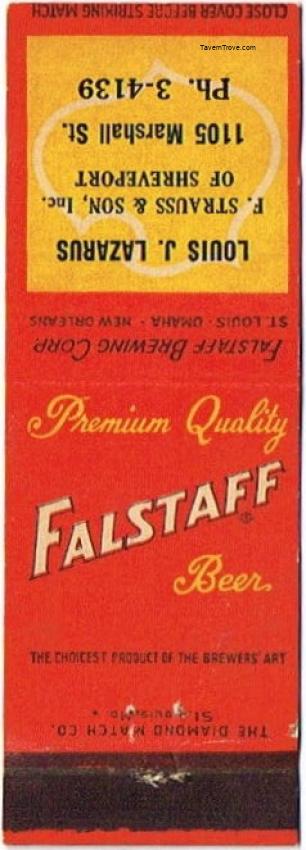 CLOSE COVER BEFORE STRIKING MATCH
TavernTrove.com
LOUIS J. LAZARUS
F. STRAUSS & SON, Inc.
OF SHREVEPORT
1105 Marshall St.
Ph. 3-4139
FALSTAFF BREWING CORP.
ST. LOUIS · OMAHA · NEW ORLEANS
Premium Quality
FALSTAFF®
Beer
THE CHOICEST PRODUCT OF THE BREWERS' ART
THE DIAMOND MATCH CO.
St. Louis, Mo